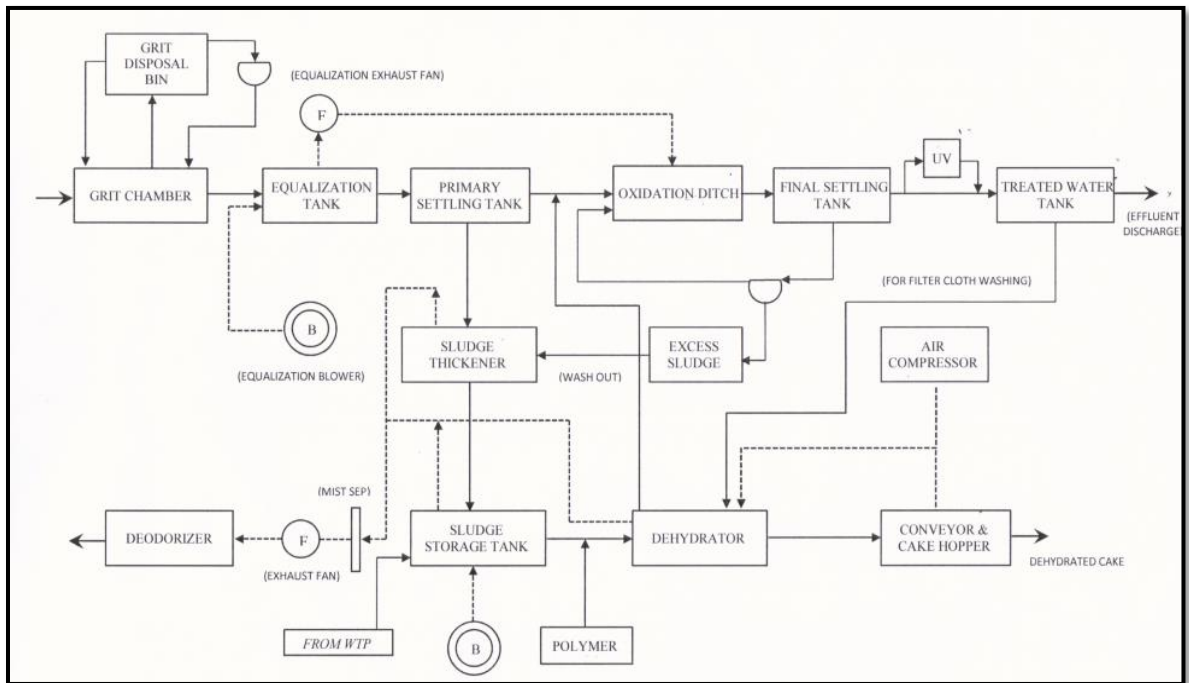 GRIT
DISPOSAL
BIN
(EQUALIZATION EXHAUST FAN)
F
UV
GRIT CHAMBER
EQUALIZATION
TANK
PRIMARY
SETTLING TANK
OXIDATION DITCH
FINAL SETTLING
TANK
TREATED WATER
TANK
(EFFLUENT
DISCHARGE
(FOR FILTER CLOTH WASHING)
B
(EQUALIZATION BLOWER)
SLUDGE
THICKENER
(WASH OUT)
EXCESS
SLUDGE
AIR
COMPRESSOR
(MIST SEP)
DEODORIZER
F
(EXHAUST FAN)
SLUDGE
STORAGE TANK
DEHYDRATOR
CONVEYOR &
CAKE HOPPER
DEHYDRATED CAKE
FROM WTP
B
POLYMER